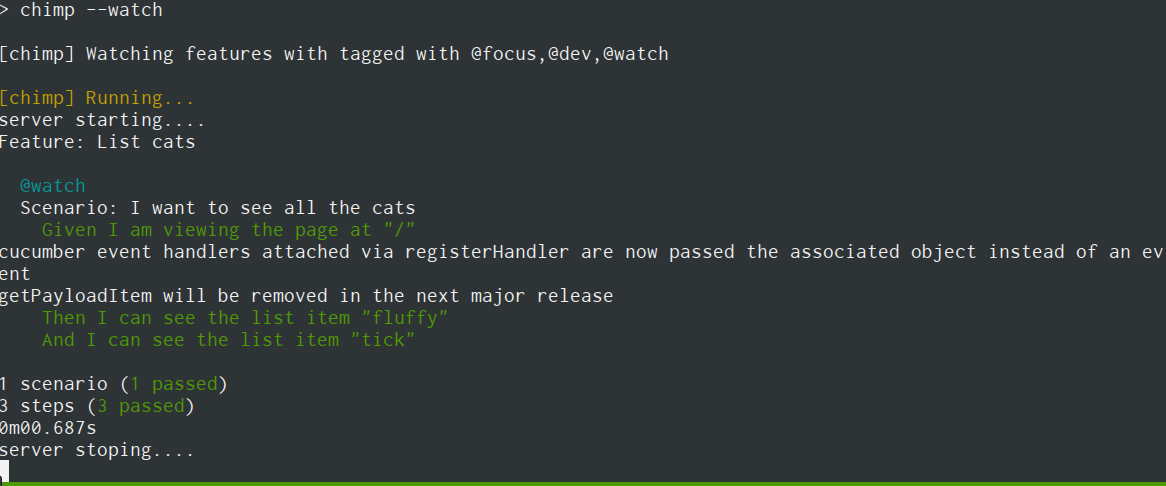 > chimp --watch
[chimp] Watching features with tagged with @focus,@dev,@watch
[chimp] Running...
server starting....
Feature: List cats
@watch
Scenario: I want to see all the cats
Given I am viewing the page at "/"
cucumber event handlers attached via registerHandler are now passed the associated object instead of an ev
ent
getPayloadItem will be removed in the next major release
Then I can see the list item "fluffy"
And I can see the list item "tick"
1 scenario (1 passed)
3 steps (3 passed)
0m00.687s
server stoping....